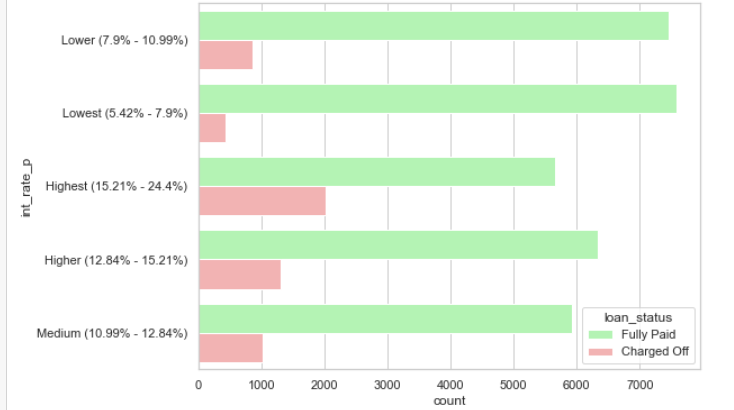 Lower (7.9% - 10.99%)
Lowest (5.42% - 7.9%)
Highest (15.21% - 24.4%)
Higher (12.84% - 15.21%)
Medium (10.99% - 12.84%)
int_rate_p
loan_status
Fully Paid
Charged Off
0 1000 2000 3000 4000 5000 6000 7000
count